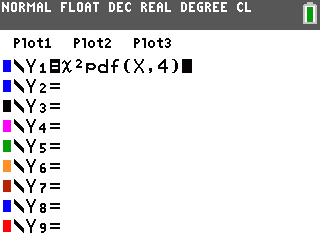 NORMAL FLOAT DEC REAL DEGREE CL
Plot1 Plot2 Plot3
\Y₁=χ²pdf(X,4)
\Y₂=
\Y₃=
\Y₄=
\Y₅=
\Y₆=
\Y₇=
\Y₈=
\Y₉=